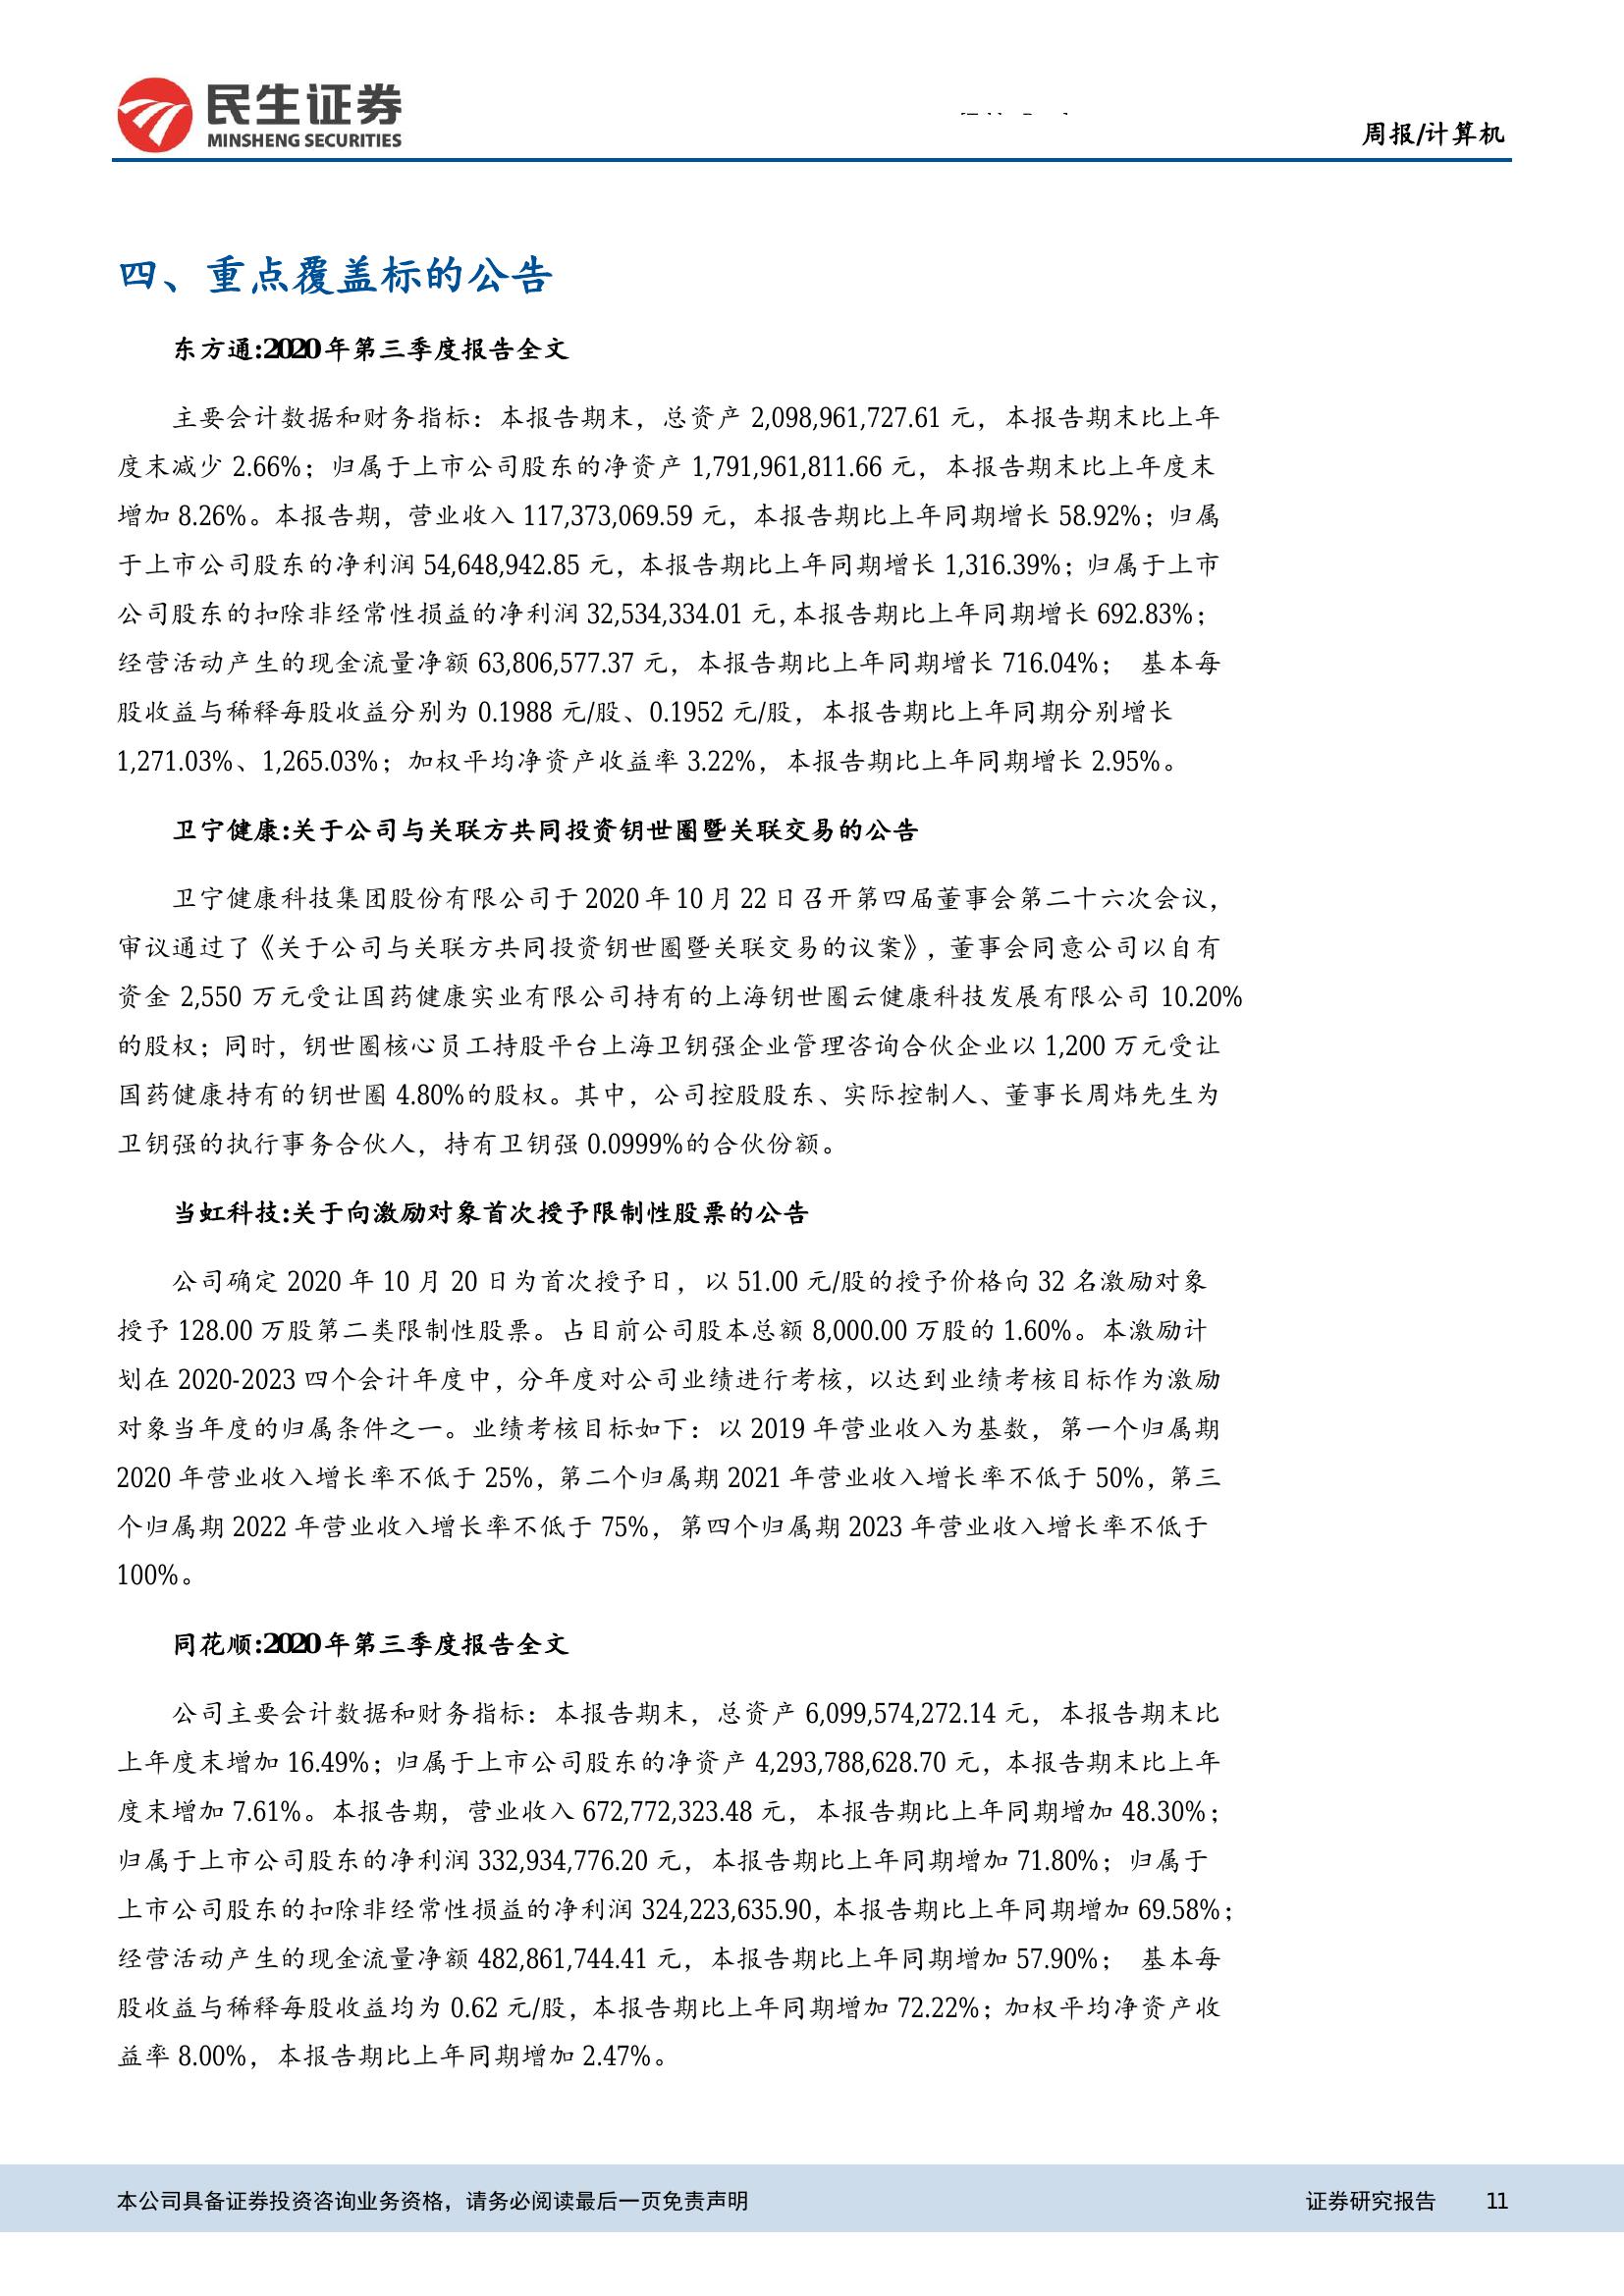 民生证券
MINSHENG SECURITIES
周报/计算机
四、重点覆盖标的公告
东方通:2020年第三季度报告全文
主要会计数据和财务指标：本报告期末，总资产 2,098,961,727.61 元，本报告期末比上年
度末减少 2.66%；归属于上市公司股东的净资产 1,791,961,811.66 元，本报告期末比上年度末
增加 8.26%。本报告期，营业收入 117,373,069.59 元，本报告期比上年同期增长 58.92%；归属
于上市公司股东的净利润 54,648,942.85 元，本报告期比上年同期增长 1,316.39%；归属于上市
公司股东的扣除非经常性损益的净利润 32,534,334.01 元，本报告期比上年同期增长 692.83%；
经营活动产生的现金流量净额 63,806,577.37 元，本报告期比上年同期增长 716.04%； 基本每
股收益与稀释每股收益分别为 0.1988 元/股、0.1952 元/股，本报告期比上年同期分别增长
1,271.03%、1,265.03%；加权平均净资产收益率 3.22%，本报告期比上年同期增长 2.95%。
卫宁健康:关于公司与关联方共同投资钥世圈暨关联交易的公告
卫宁健康科技集团股份有限公司于 2020 年 10 月 22 日召开第四届董事会第二十六次会议，
审议通过了《关于公司与关联方共同投资钥世圈暨关联交易的议案》，董事会同意公司以自有
资金 2,550 万元受让国药健康实业有限公司持有的上海钥世圈云健康科技发展有限公司 10.20%
的股权；同时，钥世圈核心员工持股平台上海卫钥强企业管理咨询合伙企业以 1,200 万元受让
国药健康持有的钥世圈 4.80%的股权。其中，公司控股股东、实际控制人、董事长周炜先生为
卫钥强的执行事务合伙人，持有卫钥强 0.0999%的合伙份额。
当虹科技:关于向激励对象首次授予限制性股票的公告
公司确定 2020 年 10 月 20 日为首次授予日，以 51.00 元/股的授予价格向 32 名激励对象
授予 128.00 万股第二类限制性股票。占目前公司股本总额 8,000.00 万股的 1.60%。本激励计
划在 2020-2023 四个会计年度中，分年度对公司业绩进行考核，以达到业绩考核目标作为激励
对象当年度的归属条件之一。业绩考核目标如下：以 2019 年营业收入为基数，第一个归属期
2020 年营业收入增长率不低于 25%，第二个归属期 2021 年营业收入增长率不低于 50%，第三
个归属期 2022 年营业收入增长率不低于 75%，第四个归属期 2023 年营业收入增长率不低于
100%。
同花顺:2020年第三季度报告全文
公司主要会计数据和财务指标：本报告期末，总资产 6,099,574,272.14 元，本报告期末比
上年度末增加 16.49%；归属于上市公司股东的净资产 4,293,788,628.70 元，本报告期末比上年
度末增加 7.61%。本报告期，营业收入 672,772,323.48 元，本报告期比上年同期增加 48.30%；
归属于上市公司股东的净利润 332,934,776.20 元，本报告期比上年同期增加 71.80%；归属于
上市公司股东的扣除非经常性损益的净利润 324,223,635.90，本报告期比上年同期增加 69.58%；
经营活动产生的现金流量净额 482,861,744.41 元，本报告期比上年同期增加 57.90%； 基本每
股收益与稀释每股收益均为 0.62 元/股，本报告期比上年同期增加 72.22%；加权平均净资产收
益率 8.00%，本报告期比上年同期增加 2.47%。
本公司具备证券投资咨询业务资格，请务必阅读最后一页免责声明 证券研究报告 11